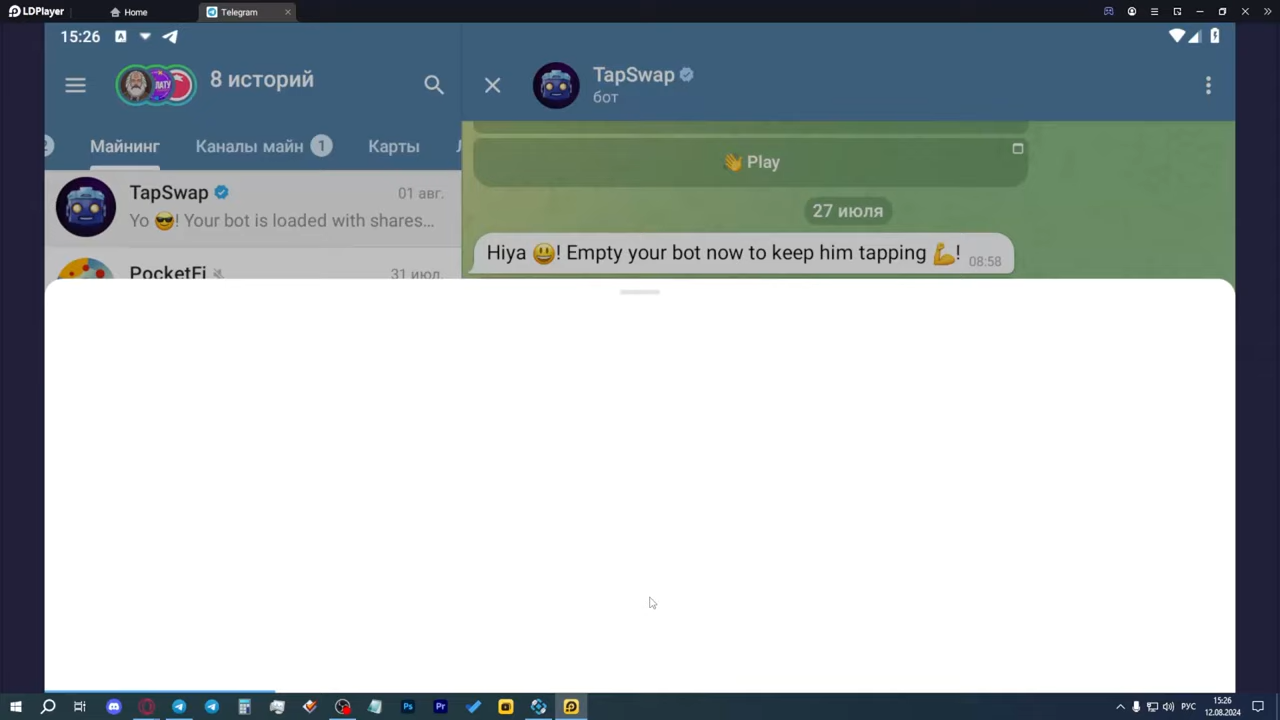 LDPlayer
Home
Telegram
15:26
8 историй
TapSwap
бот
Майнинг
Каналы майн 1
Карты
TapSwap
01 авг.
Yo 😎! Your bot is loaded with shares...
PocketFi
31 июл.
👋 Play
27 июля
Hiya 😃! Empty your bot now to keep him tapping 💪!
08:58
Ps
Pr
РУС
15:26
12.08.2024